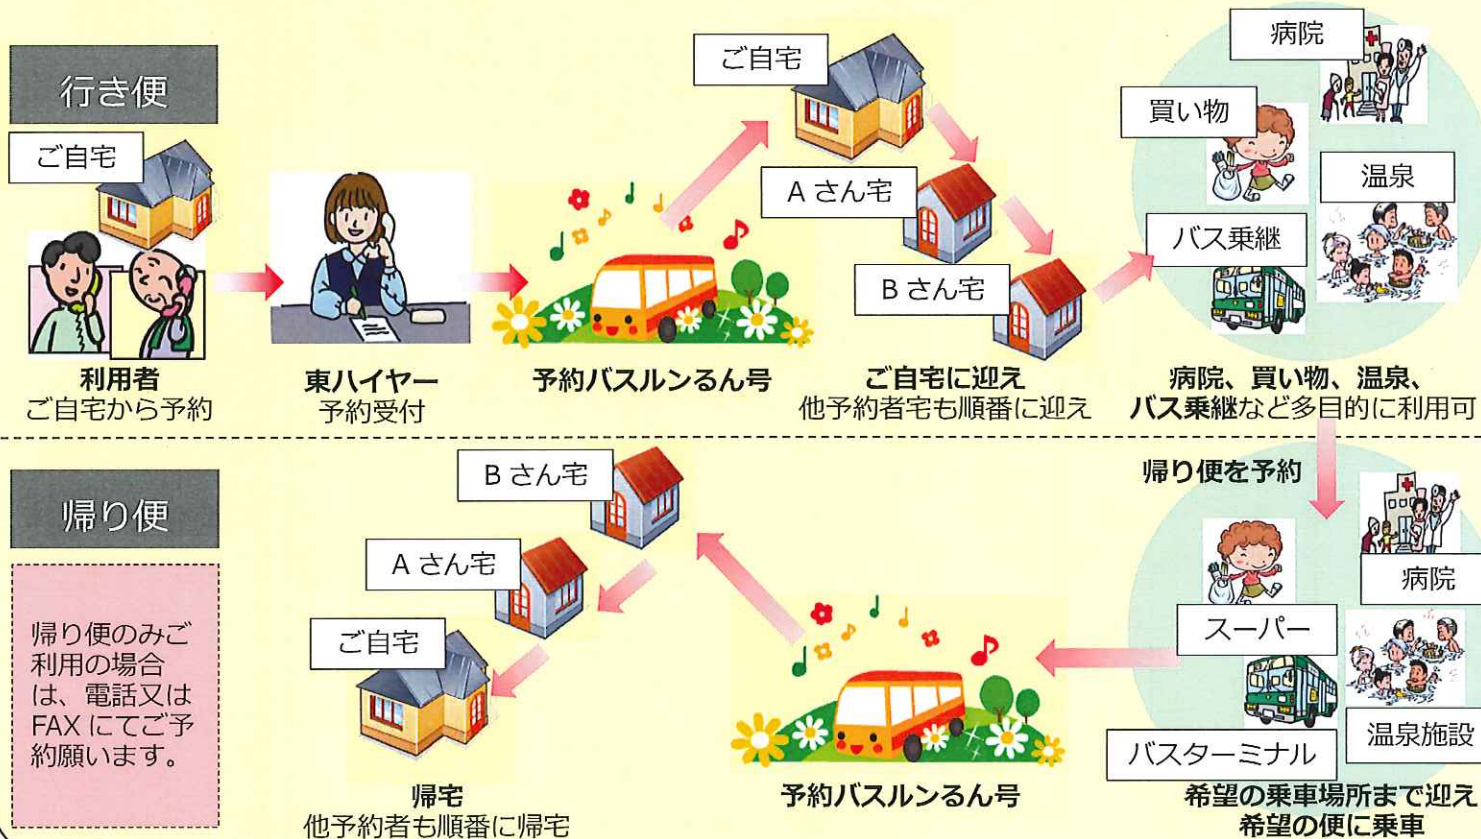 行き便
ご自宅
利用者
ご自宅から予約
東ハイヤー
予約受付
予約バスルンるん号
ご自宅
A さん宅
B さん宅
ご自宅に迎え
他予約者宅も順番に迎え
病院
買い物
温泉
バス乗継
病院、買い物、温泉、
バス乗継など多目的に利用可
帰り便を予約
帰り便
帰り便のみご
利用の場合
は、電話又は
FAX にてご予
約願います。
B さん宅
A さん宅
ご自宅
帰宅
他予約者も順番に帰宅
予約バスルンるん号
病院
スーパー
温泉施設
バスターミナル
希望の乗車場所まで迎え
希望の便に乗車